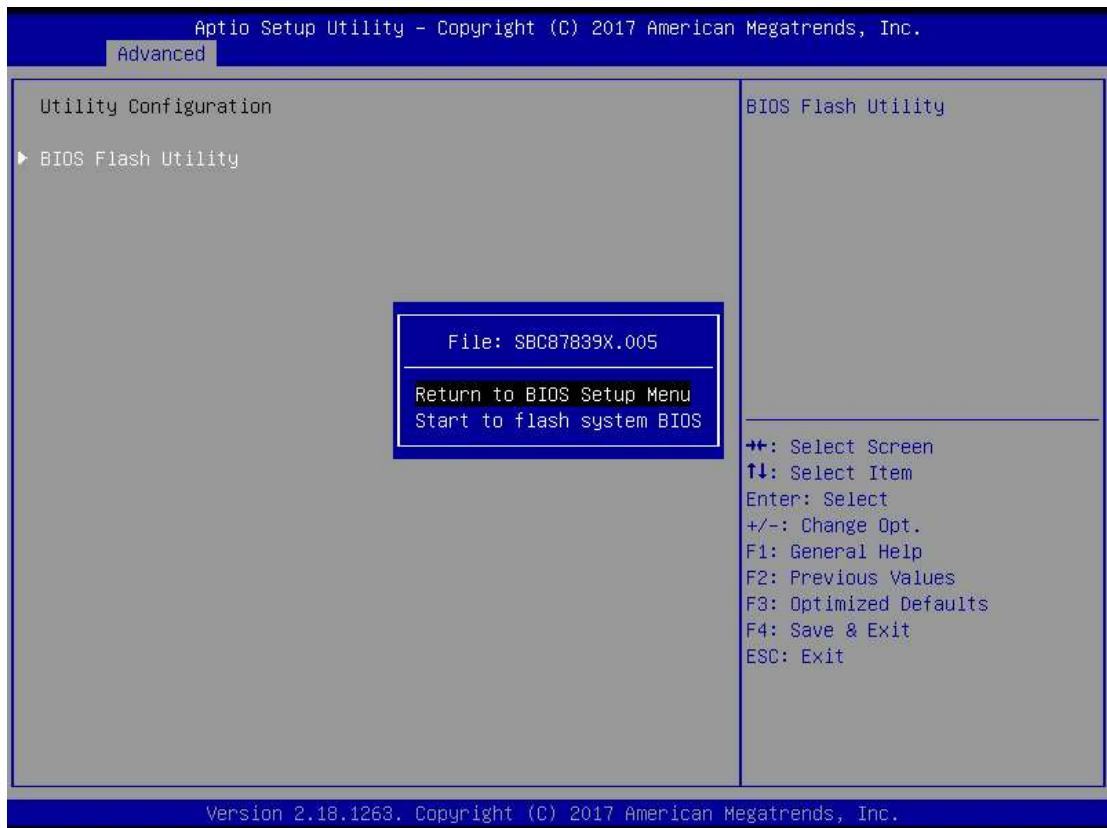 Aptio Setup Utility – Copyright (C) 2017 American Megatrends, Inc.
Advanced
Utility Configuration
▶ BIOS Flash Utility
BIOS Flash Utility
File: SBC87839X.005
Return to BIOS Setup Menu
Start to flash system BIOS
→←: Select Screen
↑↓: Select Item
Enter: Select
+/-: Change Opt.
F1: General Help
F2: Previous Values
F3: Optimized Defaults
F4: Save & Exit
ESC: Exit
Version 2.18.1263. Copyright (C) 2017 American Megatrends, Inc.